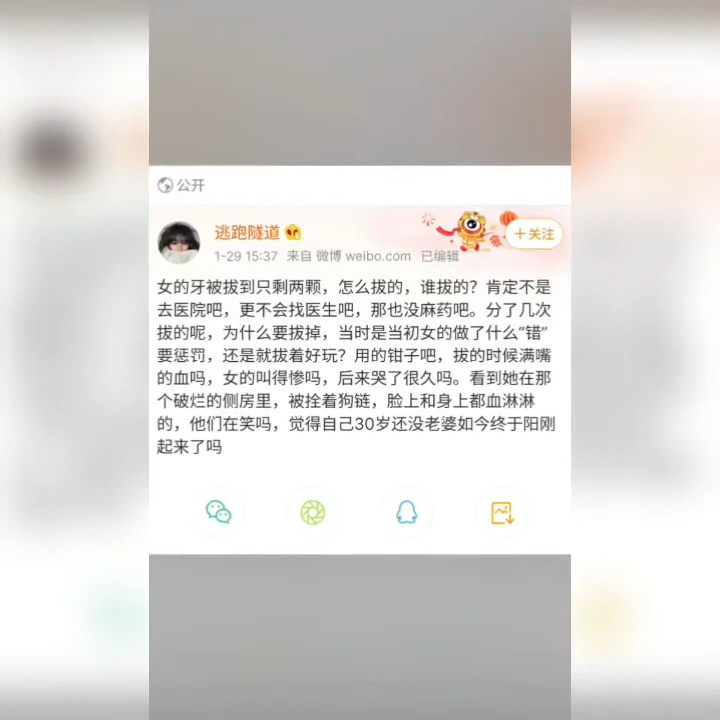 公开
逃跑隧道
+关注
1-29 15:37 来自 微博 weibo.com 已编辑
女的牙被拔到只剩两颗，怎么拔的，谁拔的？肯定不是
去医院吧，更不会找医生吧，那也没麻药吧。分了几次
拔的呢，为什么要拔掉，当时是当初女的做了什么“错”
要惩罚，还是就拔着好玩？用的钳子吧，拔的时候满嘴
的血吗，女的叫得惨吗，后来哭了很久吗。看到她在那
个破烂的侧房里，被拴着狗链，脸上和身上都血淋淋
的，他们在笑吗，觉得自己30岁还没老婆如今终于阳刚
起来了吗